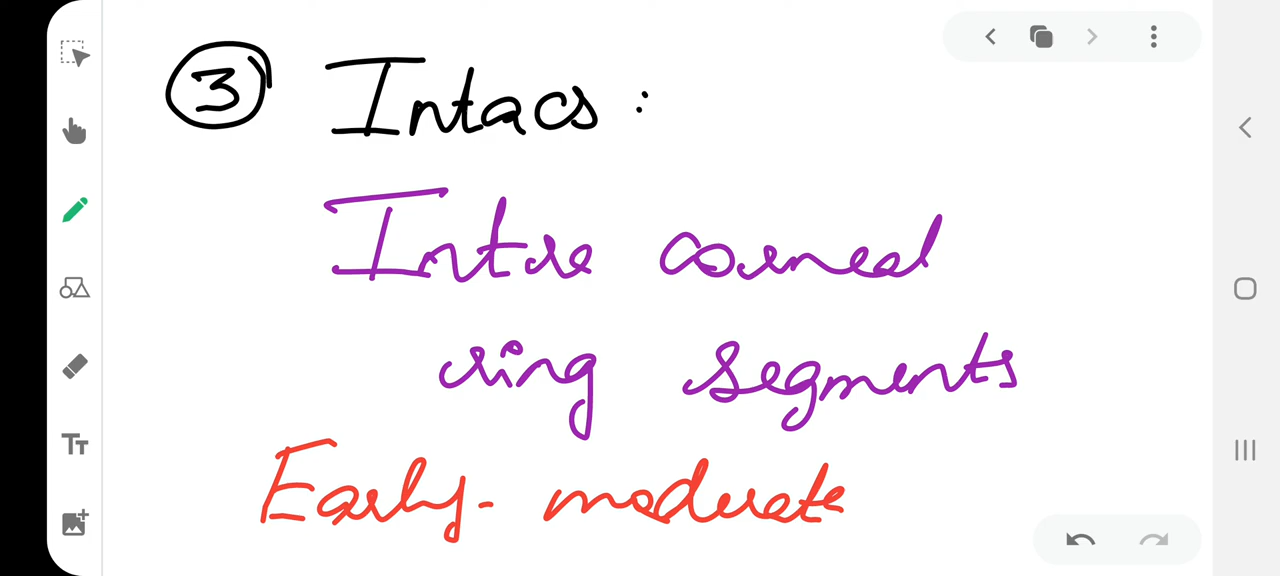 3 Intacs :
Intra corneal
ring segments
Early - moderate